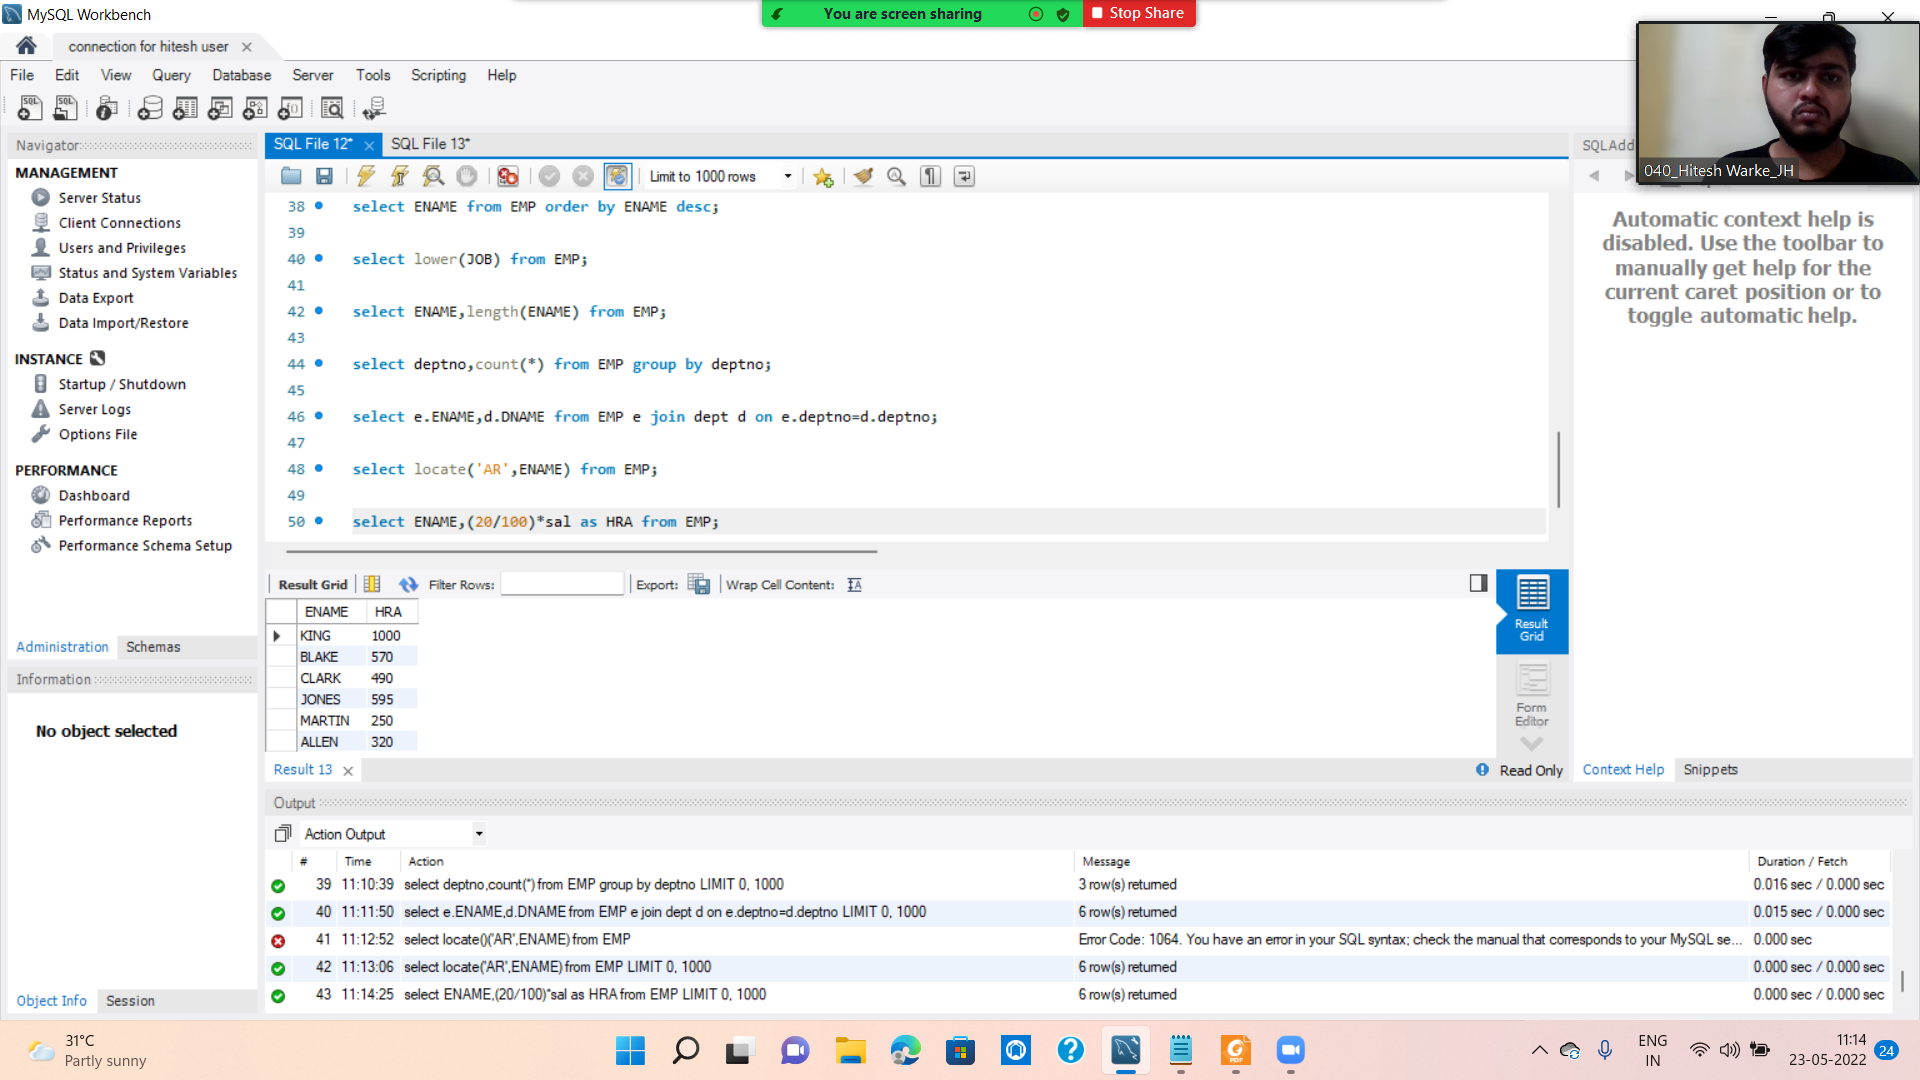 MySQL Workbench
You are screen sharing
Stop Share
connection for hitesh user
File Edit View Query Database Server Tools Scripting Help
040_Hitesh Warke_JH
Navigator
MANAGEMENT
Server Status
Client Connections
Users and Privileges
Status and System Variables
Data Export
Data Import/Restore
INSTANCE
Startup / Shutdown
Server Logs
Options File
PERFORMANCE
Dashboard
Performance Reports
Performance Schema Setup
Administration Schemas
Information
No object selected
Object Info Session
SQL File 12* SQL File 13*
Limit to 1000 rows
38 select ENAME from EMP order by ENAME desc;
39
40 select lower(JOB) from EMP;
41
42 select ENAME,length(ENAME) from EMP;
43
44 select deptno,count(*) from EMP group by deptno;
45
46 select e.ENAME,d.DNAME from EMP e join dept d on e.deptno=d.deptno;
47
48 select locate('AR',ENAME) from EMP;
49
50 select ENAME,(20/100)*sal as HRA from EMP;
Result Grid Filter Rows: Export: Wrap Cell Content:
ENAME HRA
KING 1000
BLAKE 570
CLARK 490
JONES 595
MARTIN 250
ALLEN 320
Result Grid
Form Editor
Result 13
Read Only
SQLAdd
Automatic context help is
disabled. Use the toolbar to
manually get help for the
current caret position or to
toggle automatic help.
Context Help Snippets
Output
Action Output
# Time Action Message Duration / Fetch
39 11:10:39 select deptno,count(*) from EMP group by deptno LIMIT 0, 1000 3 row(s) returned 0.016 sec / 0.000 sec
40 11:11:50 select e.ENAME,d.DNAME from EMP e join dept d on e.deptno=d.deptno LIMIT 0, 1000 6 row(s) returned 0.015 sec / 0.000 sec
41 11:12:52 select locate()('AR',ENAME) from EMP Error Code: 1064. You have an error in your SQL syntax; check the manual that corresponds to your MySQL se... 0.000 sec
42 11:13:06 select locate('AR',ENAME) from EMP LIMIT 0, 1000 6 row(s) returned 0.000 sec / 0.000 sec
43 11:14:25 select ENAME,(20/100)*sal as HRA from EMP LIMIT 0, 1000 6 row(s) returned 0.000 sec / 0.000 sec
31°C
Partly sunny
ENG
IN
11:14
23-05-2022
24